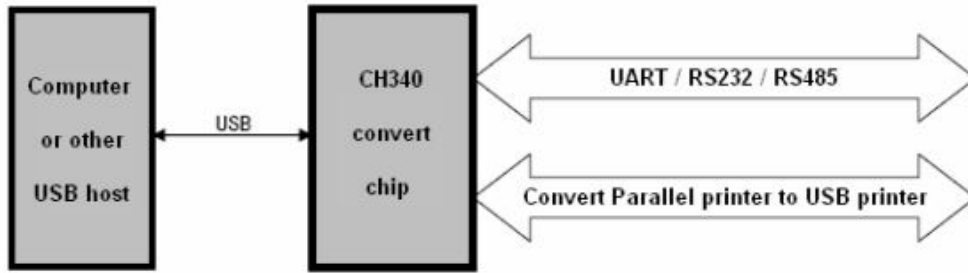 Computer
or other
USB host
USB
CH340
convert
chip
UART / RS232 / RS485
Convert Parallel printer to USB printer